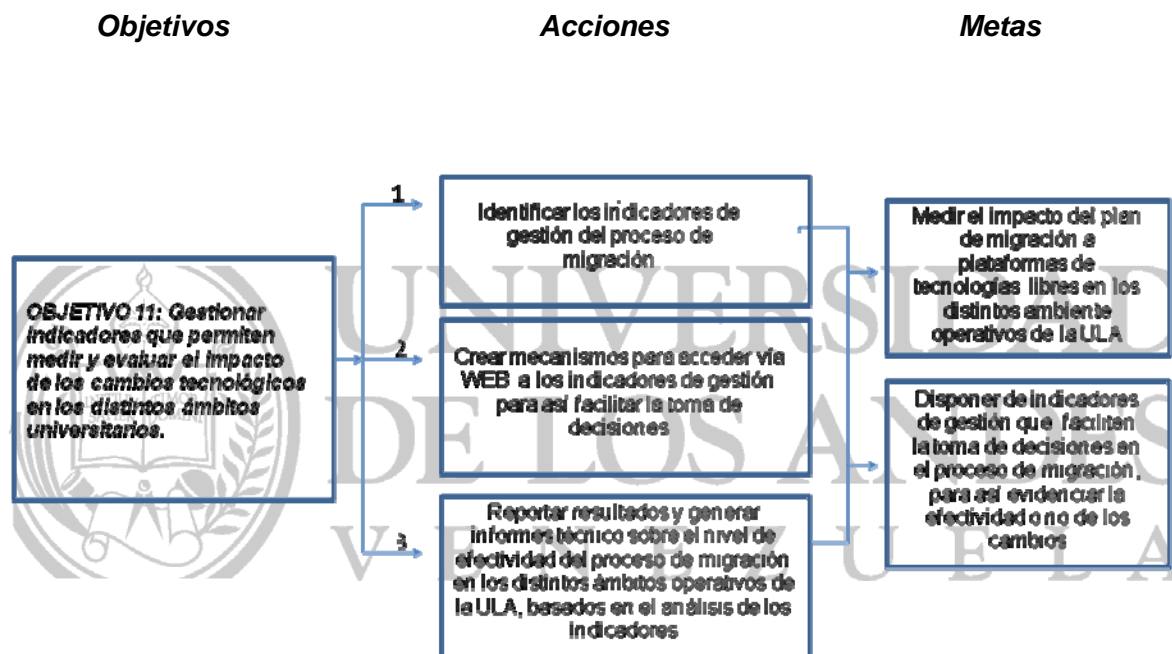 Objetivos
Acciones
Metas
OBJETIVO 11: Gestionar
indicadores que permiten
medir y evaluar el impacto
de los cambios tecnológicos
en los distintos ámbitos
universitarios.
1
Identificar los indicadores de
gestión del proceso de
migración
2
Crear mecanismos para acceder vía
WEB a los indicadores de gestión
para así facilitar la toma de
decisiones
3
Reportar resultados y generar
informes técnico sobre el nivel de
efectividad del proceso de migración
en los distintos ámbitos operativos de
la ULA, basados en el análisis de los
indicadores
Medir el impacto del plan
de migración a
plataformas de
tecnologías libres en los
distintos ambiente
operativos de la ULA
Disponer de indicadores
de gestión que faciliten
la toma de decisiones en
el proceso de migración,
para así evidenciar la
efectividad o no de los
cambios
UNIVERSIDAD
DE LOS ANDES
VENEZUELA